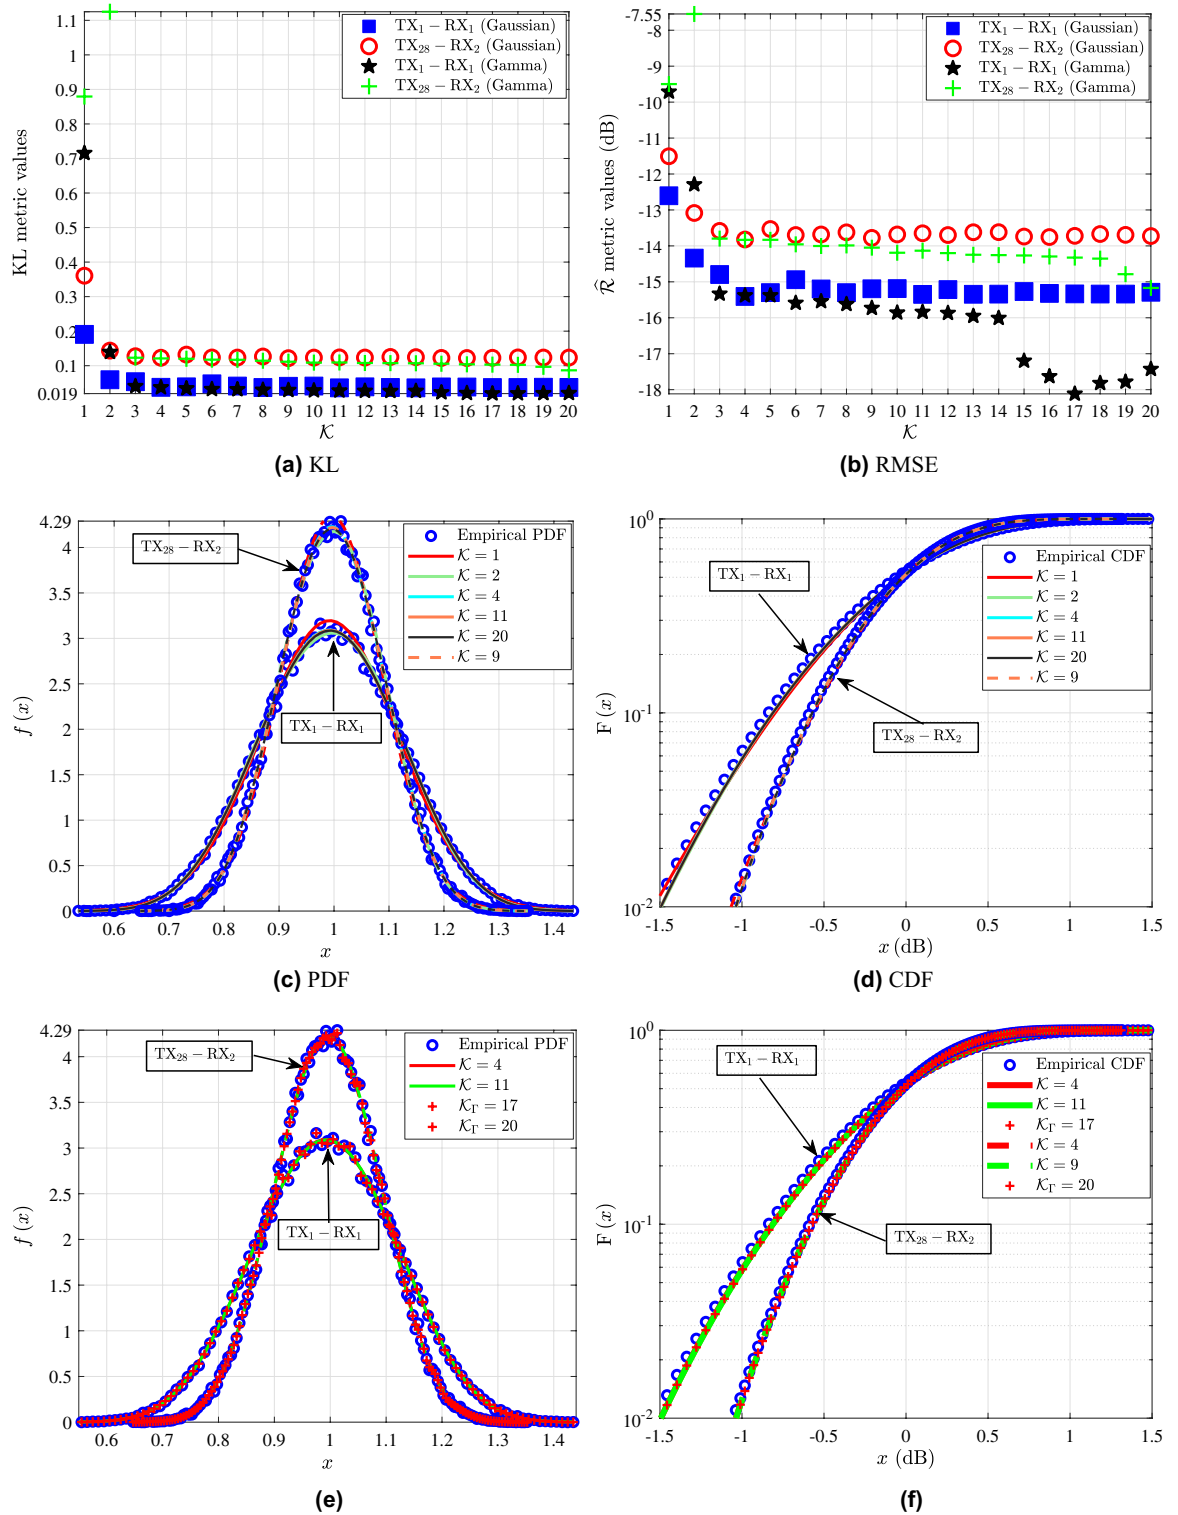 1.1
1
0.9
0.8
0.7
0.6
0.5
0.4
0.3
0.2
0.1
0.019
KL metric values
TX₁ − RX₁ (Gaussian)
TX₂₈ − RX₂ (Gaussian)
TX₁ − RX₁ (Gamma)
TX₂₈ − RX₂ (Gamma)
1 2 3 4 5 6 7 8 9 10 11 12 13 14 15 16 17 18 19 20
𝒦
(a) KL
-7.55
-8
-9
-10
-11
-12
-13
-14
-15
-16
-17
-18
ℛ̂ metric values (dB)
TX₁ − RX₁ (Gaussian)
TX₂₈ − RX₂ (Gaussian)
TX₁ − RX₁ (Gamma)
TX₂₈ − RX₂ (Gamma)
1 2 3 4 5 6 7 8 9 10 11 12 13 14 15 16 17 18 19 20
𝒦
(b) RMSE
4.29
4
3.5
3
2.5
2
1.5
1
0.5
0
f (x)
TX₂₈ − RX₂
TX₁ − RX₁
Empirical PDF
𝒦 = 1
𝒦 = 2
𝒦 = 4
𝒦 = 11
𝒦 = 20
𝒦 = 9
0.6 0.7 0.8 0.9 1 1.1 1.2 1.3 1.4
x
(c) PDF
10⁰
10⁻¹
10⁻²
F (x)
TX₁ − RX₁
TX₂₈ − RX₂
Empirical CDF
𝒦 = 1
𝒦 = 2
𝒦 = 4
𝒦 = 11
𝒦 = 20
𝒦 = 9
-1.5 -1 -0.5 0 0.5 1 1.5
x (dB)
(d) CDF
4.29
4
3.5
3
2.5
2
1.5
1
0.5
0
f (x)
TX₂₈ − RX₂
TX₁ − RX₁
Empirical PDF
𝒦 = 4
𝒦 = 11
𝒦_Γ = 17
𝒦_Γ = 20
0.6 0.7 0.8 0.9 1 1.1 1.2 1.3 1.4
x
(e)
10⁰
10⁻¹
10⁻²
F (x)
TX₁ − RX₁
TX₂₈ − RX₂
Empirical CDF
𝒦 = 4
𝒦 = 11
𝒦_Γ = 17
𝒦 = 4
𝒦 = 9
𝒦_Γ = 20
-1.5 -1 -0.5 0 0.5 1 1.5
x (dB)
(f)